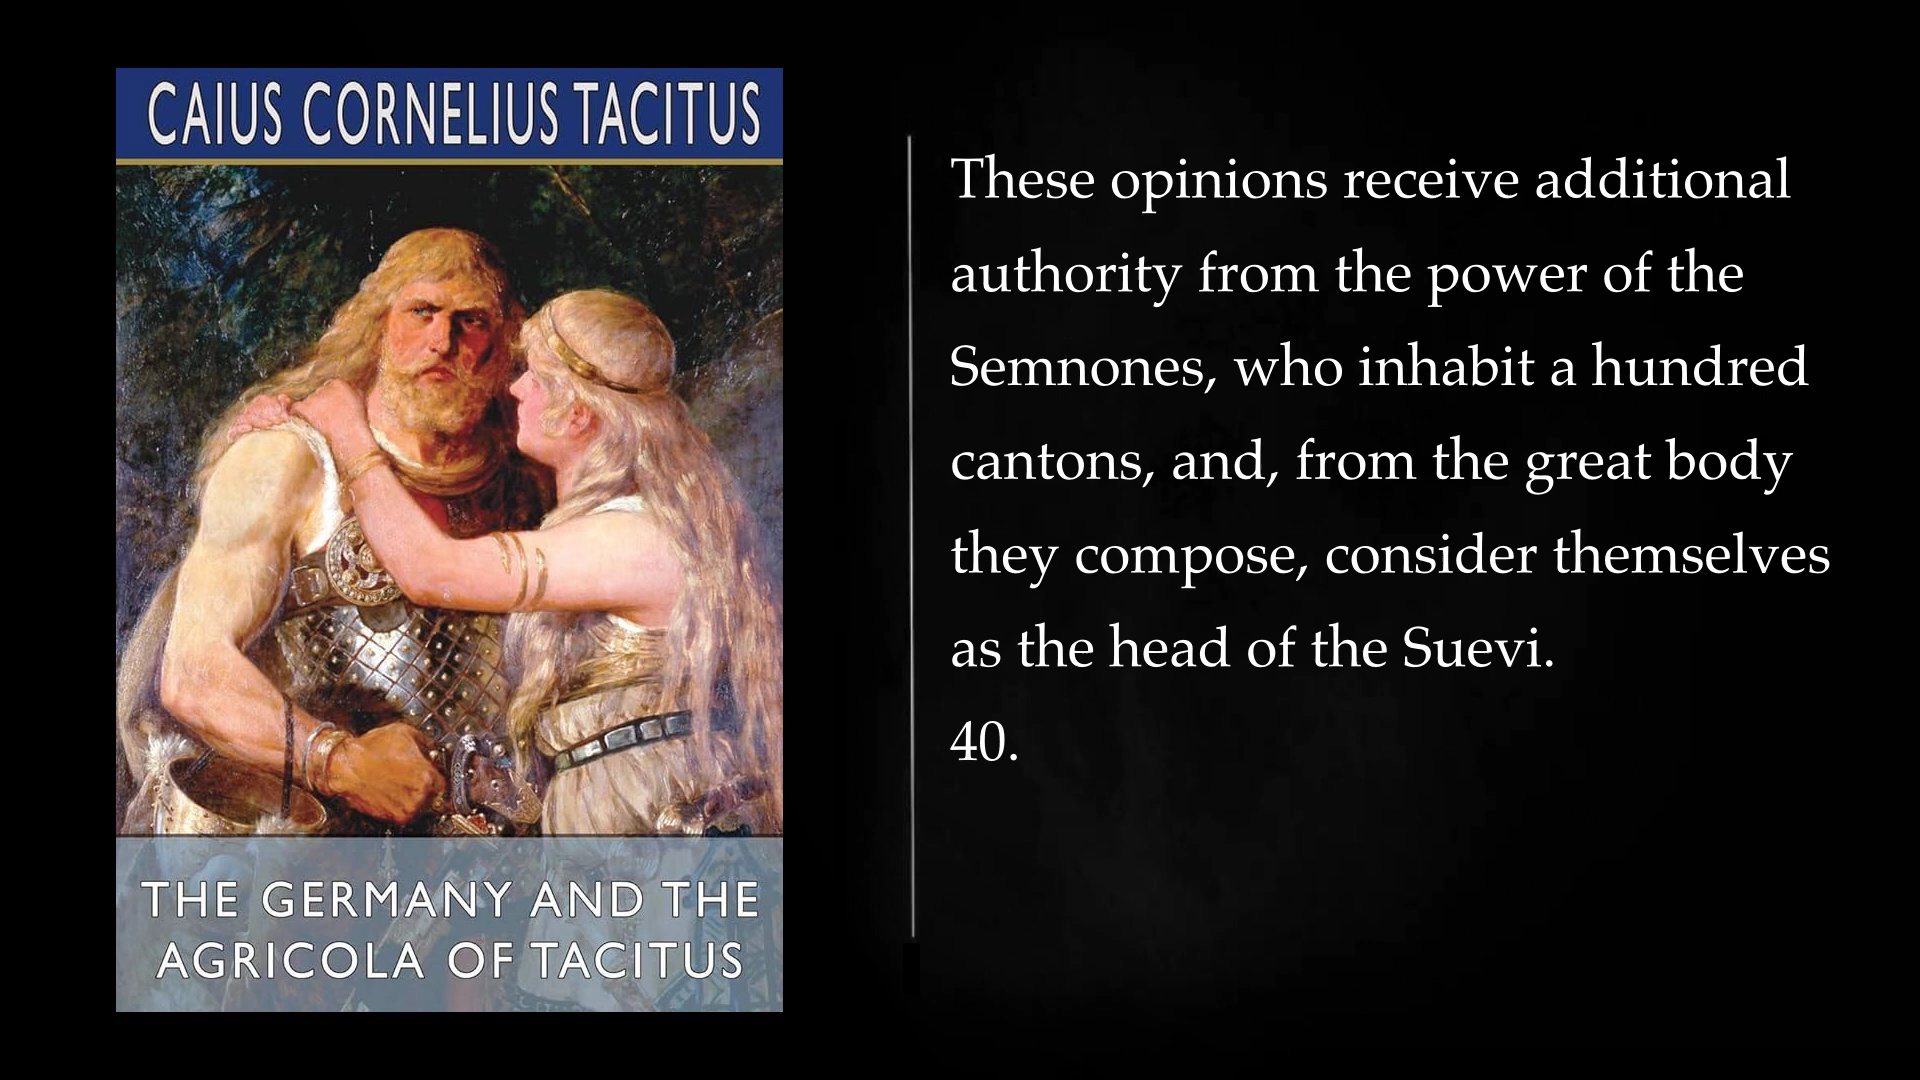 CAIUS CORNELIUS TACITUS
THE GERMANY AND THE
AGRICOLA OF TACITUS
These opinions receive additional
authority from the power of the
Semnones, who inhabit a hundred
cantons, and, from the great body
they compose, consider themselves
as the head of the Suevi.
40.